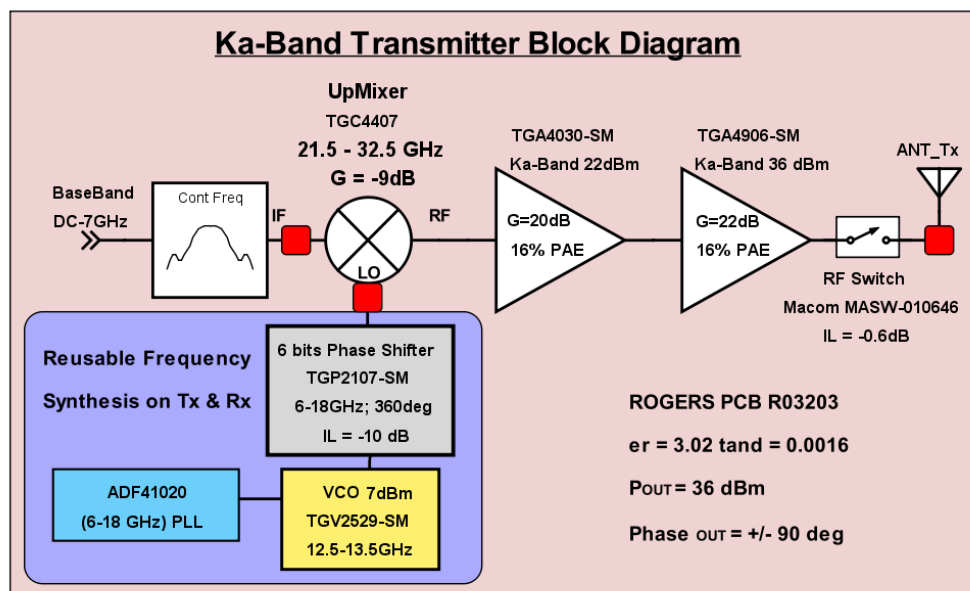 Ka-Band Transmitter Block Diagram
UpMixer
TGC4407
21.5 - 32.5 GHz
G = -9dB
BaseBand
DC-7GHz
Cont Freq
IF
RF
LO
TGA4030-SM
Ka-Band 22dBm
G=20dB
16% PAE
TGA4906-SM
Ka-Band 36 dBm
G=22dB
16% PAE
ANT_Tx
RF Switch
Macom MASW-010646
IL = -0.6dB
Reusable Frequency
Synthesis on Tx & Rx
6 bits Phase Shifter
TGP2107-SM
6-18GHz; 360deg
IL = -10 dB
ADF41020
(6-18 GHz) PLL
VCO 7dBm
TGV2529-SM
12.5-13.5GHz
ROGERS PCB R03203
er = 3.02 tand = 0.0016
POUT = 36 dBm
Phase OUT = +/- 90 deg